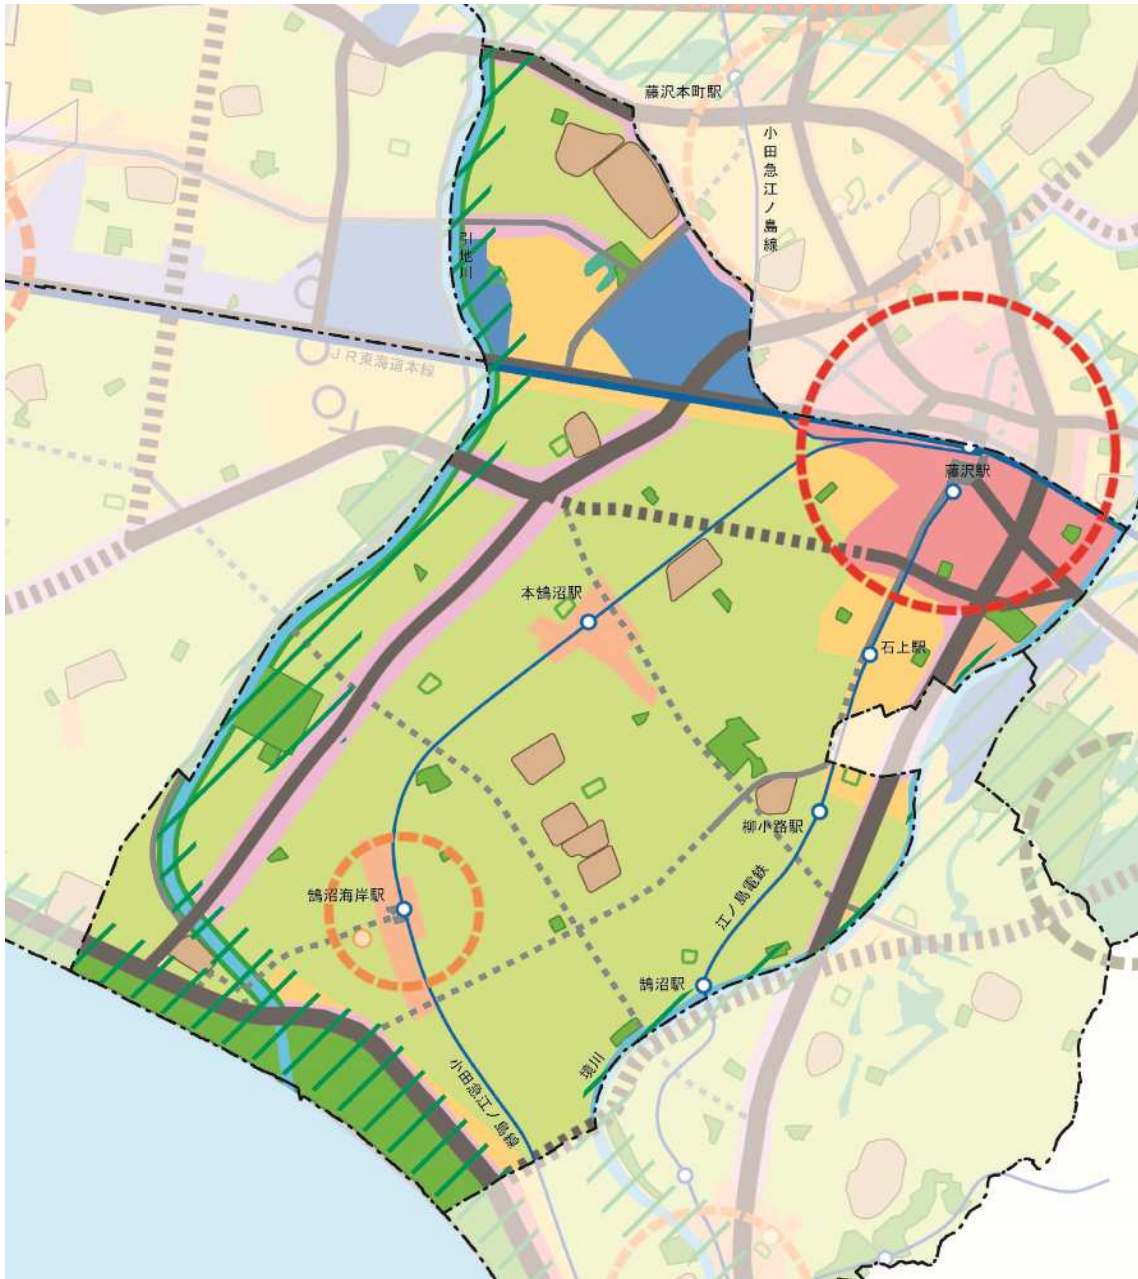 藤沢本町駅
小田急江ノ島線
引地川
JR東海道本線
藤沢駅
本鵠沼駅
石上駅
柳小路駅
鵠沼海岸駅
江ノ島電鉄
鵠沼駅
境川
小田急江ノ島線